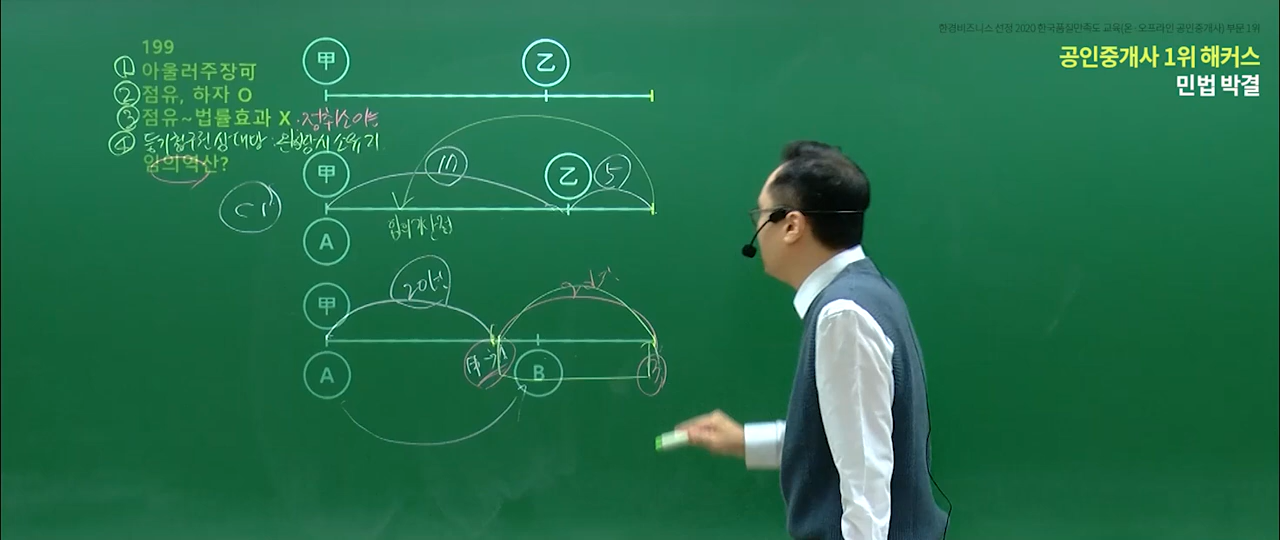 한경비즈니스 선정 2020 한국품질만족도 교육(온·오프라인 공인중개사) 부문 1위
공인중개사 1위 해커스
민법 박결
199
① 아울러주장可
② 점유, 하자 O
③ 점유~법률효과 X
④ 등기청구권 상대방
임의역산?
甲 乙
甲 乙 5
A
甲 20년
A B